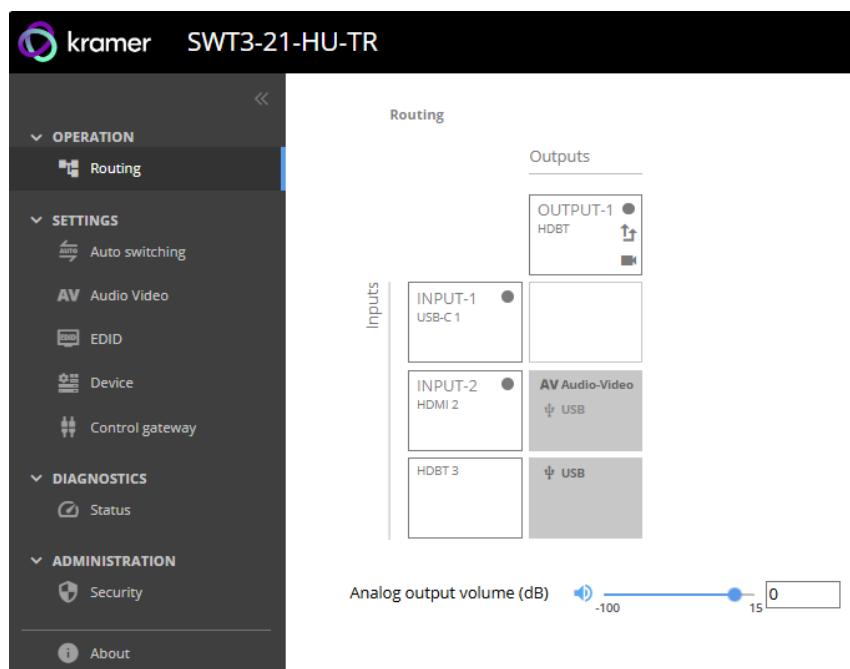 kramer SWT3-21-HU-TR
OPERATION
Routing
SETTINGS
AUTO Auto switching
AV Audio Video
EDID EDID
Device
Control gateway
DIAGNOSTICS
Status
ADMINISTRATION
Security
About
Routing
Outputs
OUTPUT-1
HDBT
Inputs
INPUT-1
USB-C 1
INPUT-2
HDMI 2
AV Audio-Video
USB
HDBT 3
USB
Analog output volume (dB)
-100
15
0